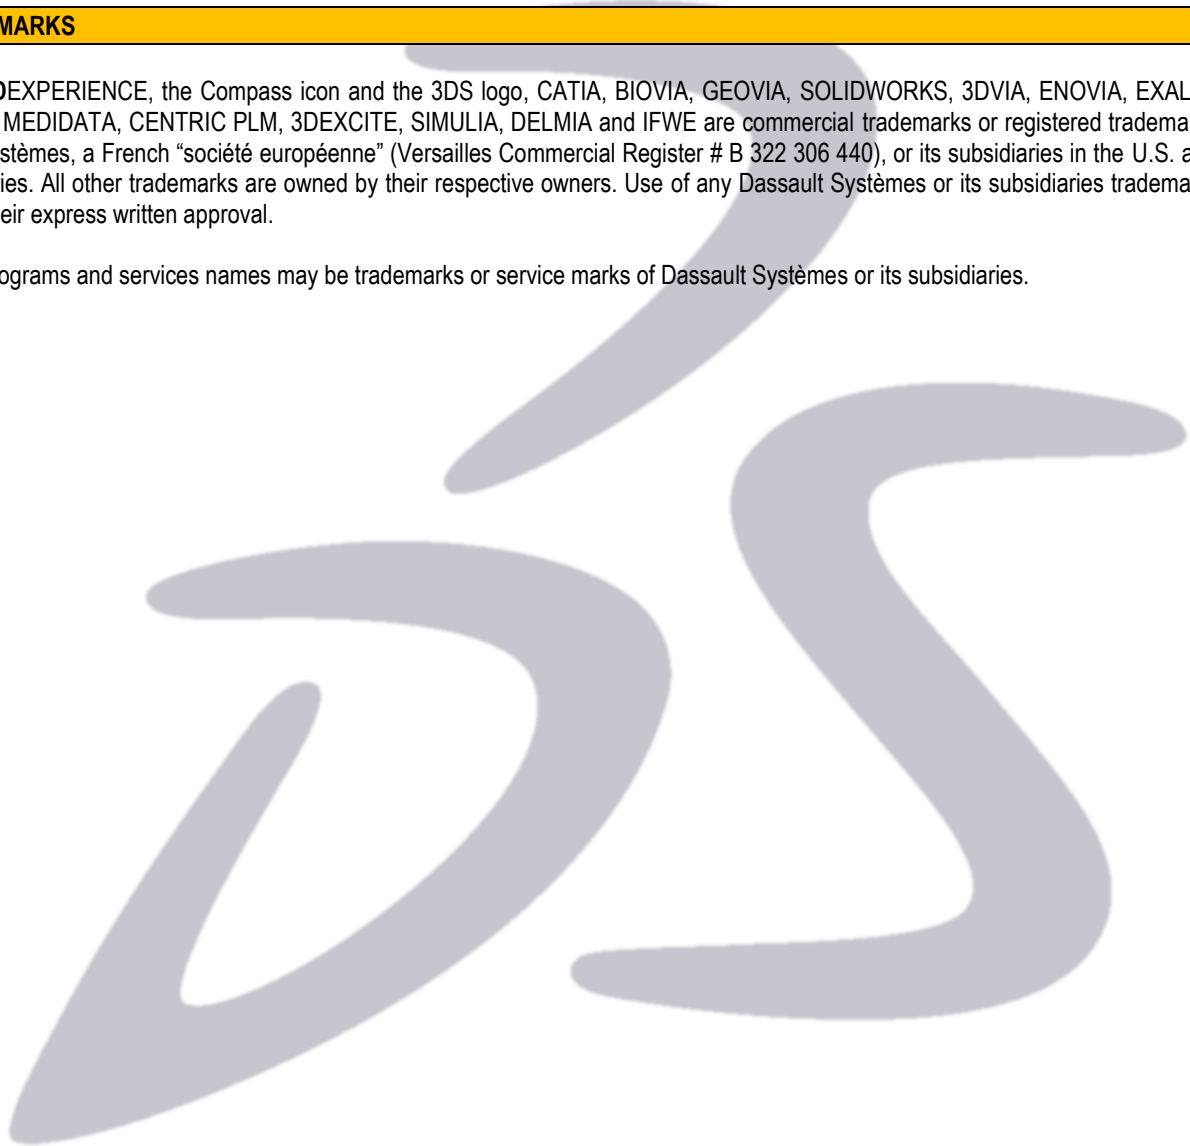 MARKS
DEXPERIENCE, the Compass icon and the 3DS logo, CATIA, BIOVIA, GEOVIA, SOLIDWORKS, 3DVIA, ENOVIA, EXAL
MEDIDATA, CENTRIC PLM, 3DEXCITE, SIMULIA, DELMIA and IFWE are commercial trademarks or registered tradema
stèmes, a French “société européenne” (Versailles Commercial Register # B 322 306 440), or its subsidiaries in the U.S. a
ies. All other trademarks are owned by their respective owners. Use of any Dassault Systèmes or its subsidiaries tradema
eir express written approval.
ograms and services names may be trademarks or service marks of Dassault Systèmes or its subsidiaries.